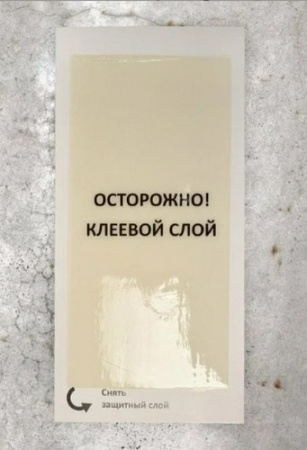 ОСТОРОЖНО!
КЛЕЕВОЙ СЛОЙ
Снять
защитный слой